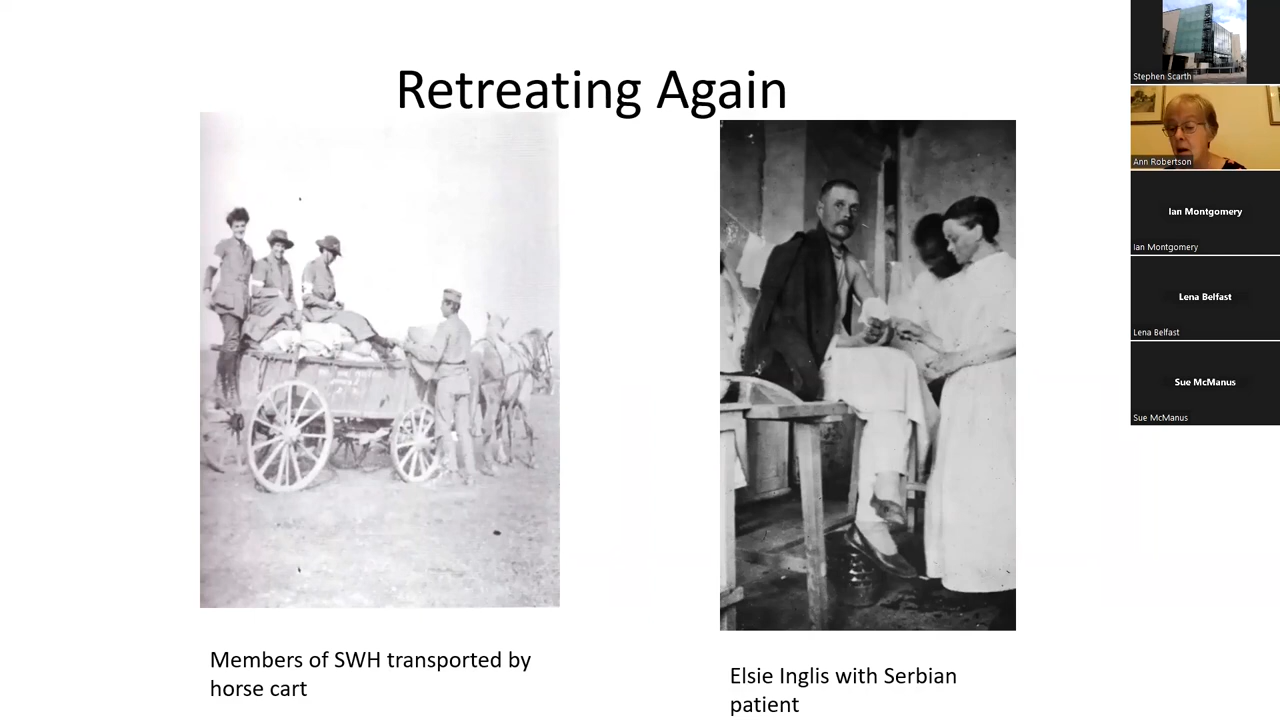 Retreating Again
Members of SWH transported by
horse cart
Elsie Inglis with Serbian
patient
Stephen Scarth
Ann Robertson
Ian Montgomery
Ian Montgomery
Lena Belfast
Lena Belfast
Sue McManus
Sue McManus